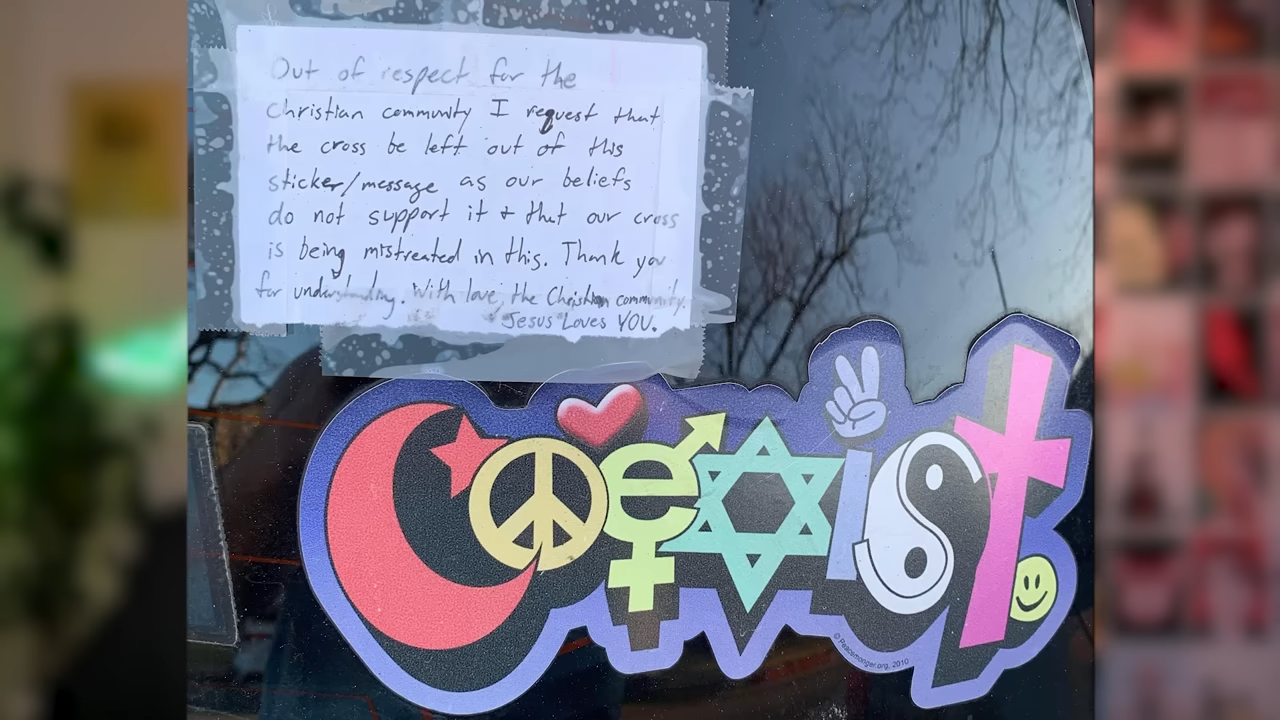 Out of respect for the
Christian community I request that
the cross be left out of this
sticker/message as our beliefs
do not support it + that our cross
is being mistreated in this. Thank you
for understanding. With love, the Christian community.
Jesus Loves YOU.
Coexist
© Peacemonger.org, 2010